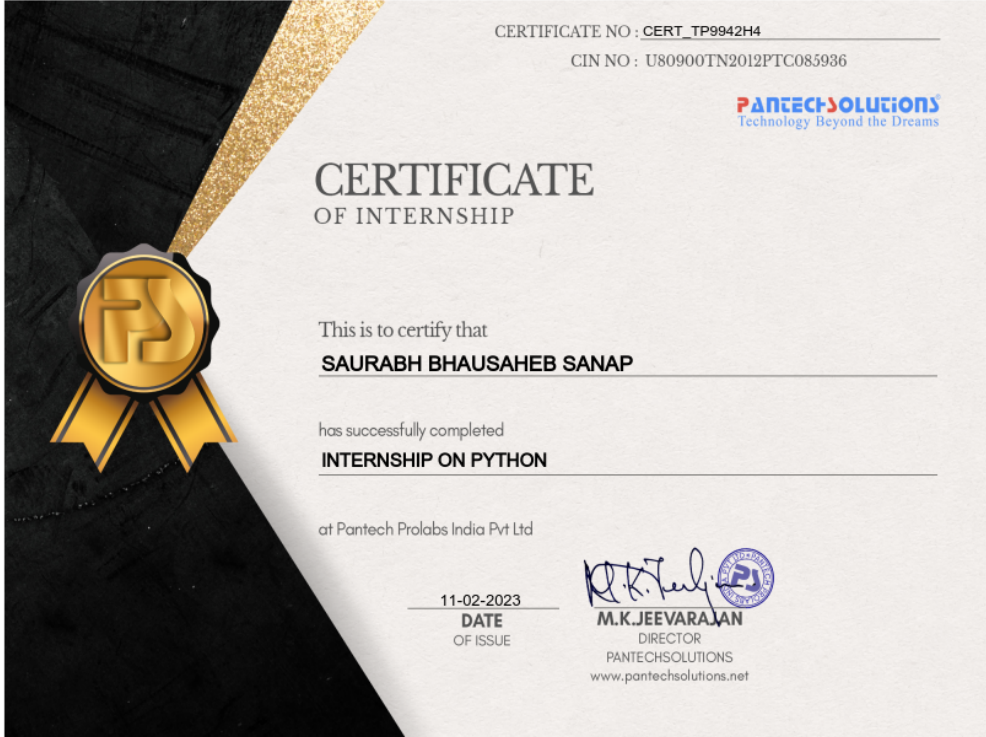 CERTIFICATE NO : CERT_TP9942H4
CIN NO : U80900TN2012PTC085936
PANTECHSOLUTIONS®
Technology Beyond the Dreams
CERTIFICATE
OF INTERNSHIP
PS
This is to certify that
SAURABH BHAUSAHEB SANAP
has successfully completed
INTERNSHIP ON PYTHON
at Pantech Prolabs India Pvt Ltd
11-02-2023
DATE
OF ISSUE
M.K.JEEVARAJAN
DIRECTOR
PANTECHSOLUTIONS
www.pantechsolutions.net